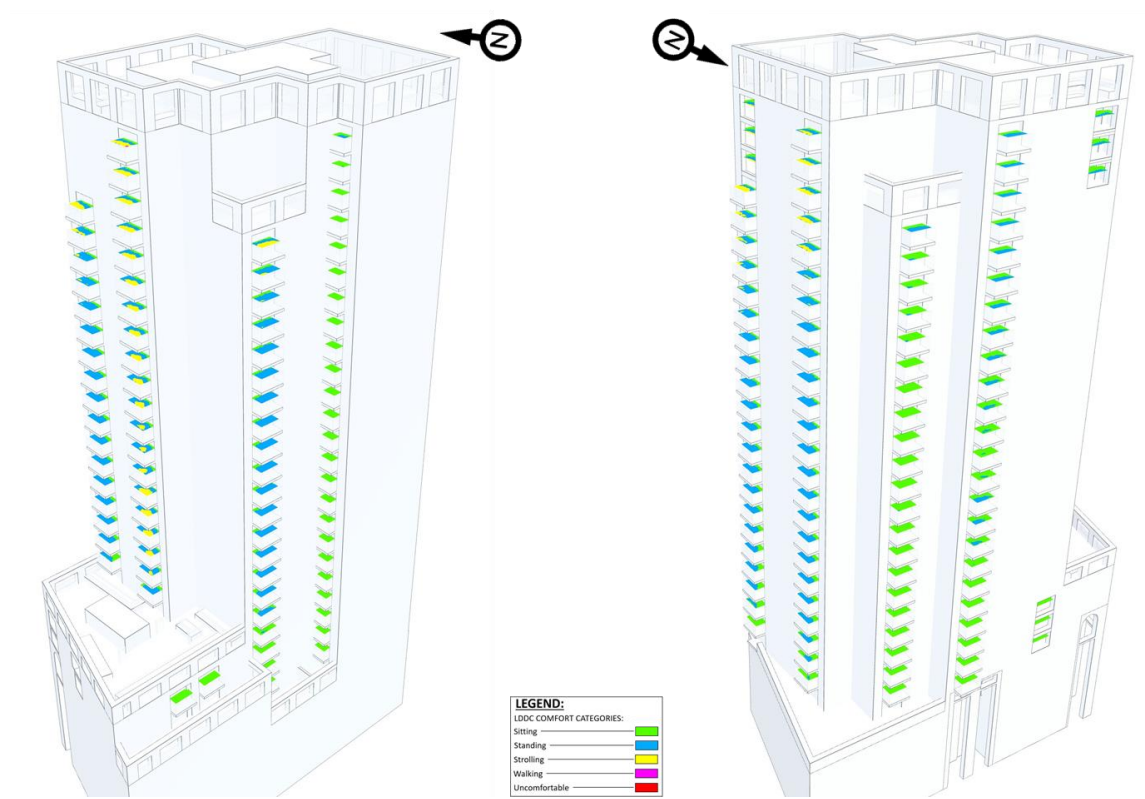 N
N
LEGEND:
LDDC COMFORT CATEGORIES:
Sitting
Standing
Strolling
Walking
Uncomfortable